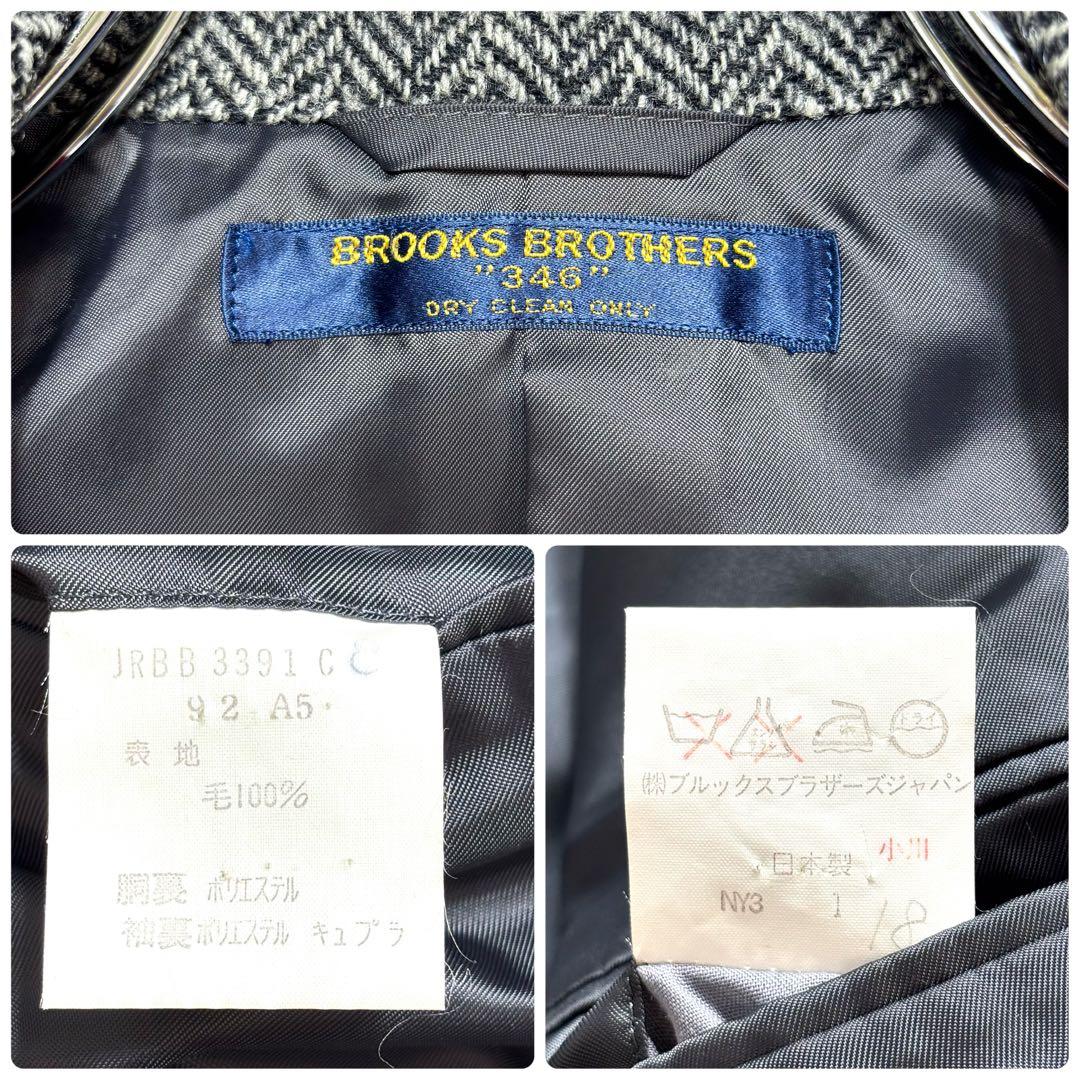 BROOKS BROTHERS
"346"
DRY CLEAN ONLY
JRBB 3391 C
92 A5
表地
毛100%
胴裏 ポリエステル
袖裏 ポリエステル キュプラ
ドライ
(株)ブルックスブラザーズジャパン
日本製 小川
NY3 1 18